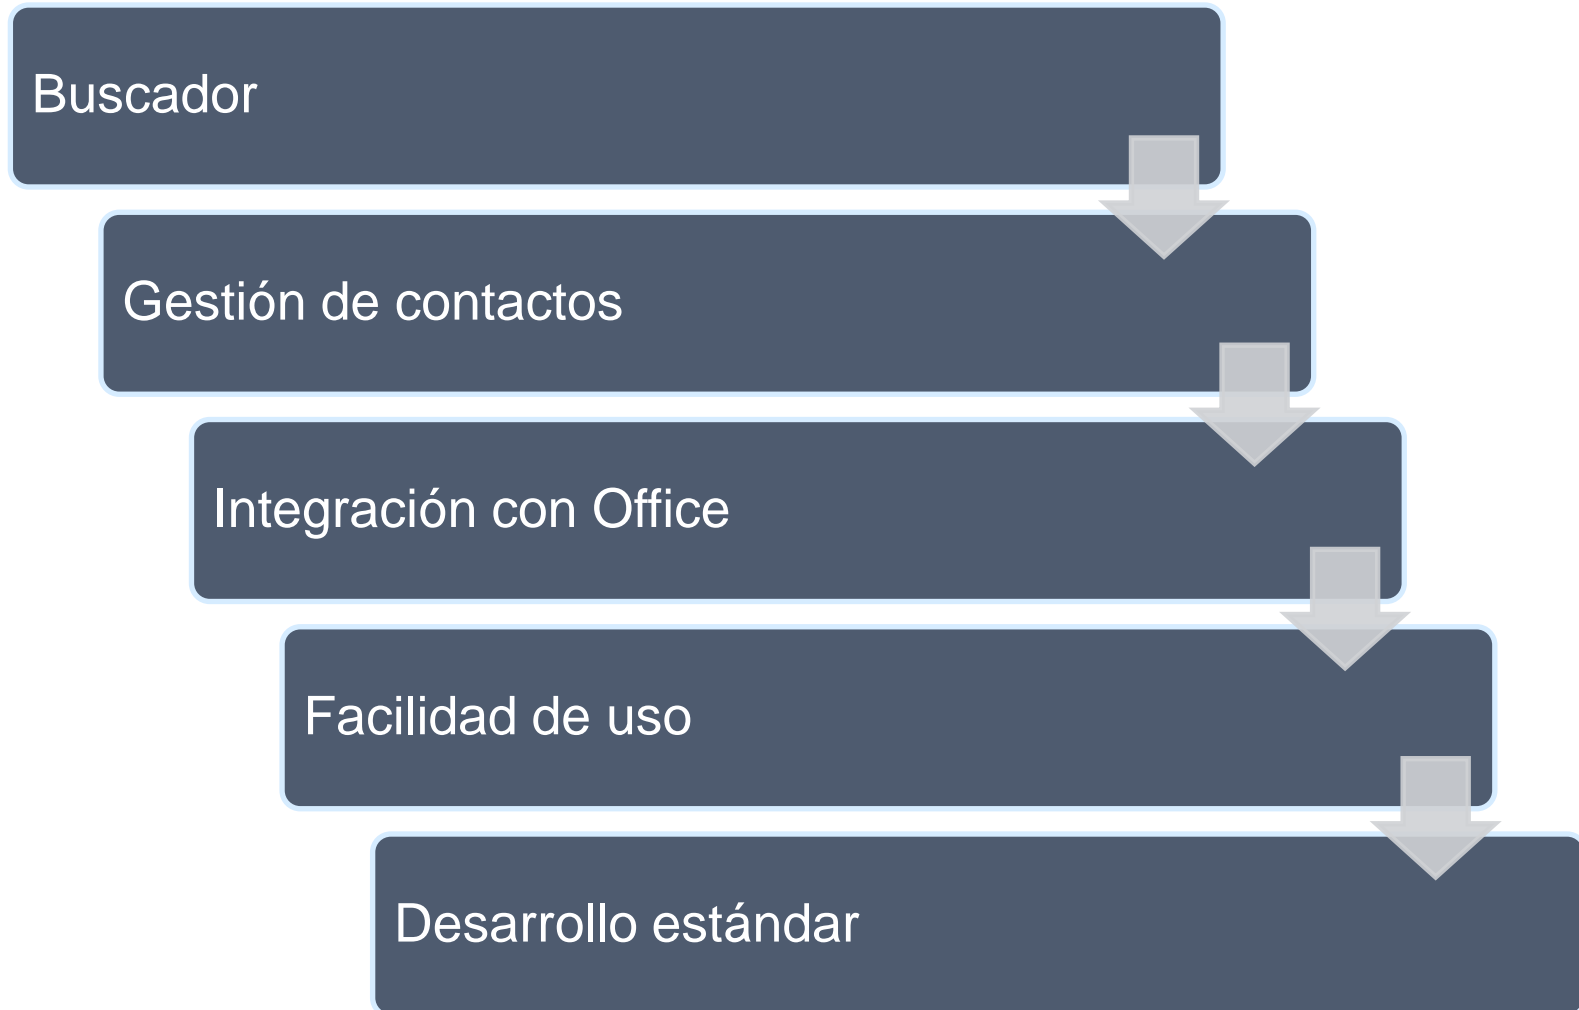 Buscador
Gestión de contactos
Integración con Office
Facilidad de uso
Desarrollo estándar